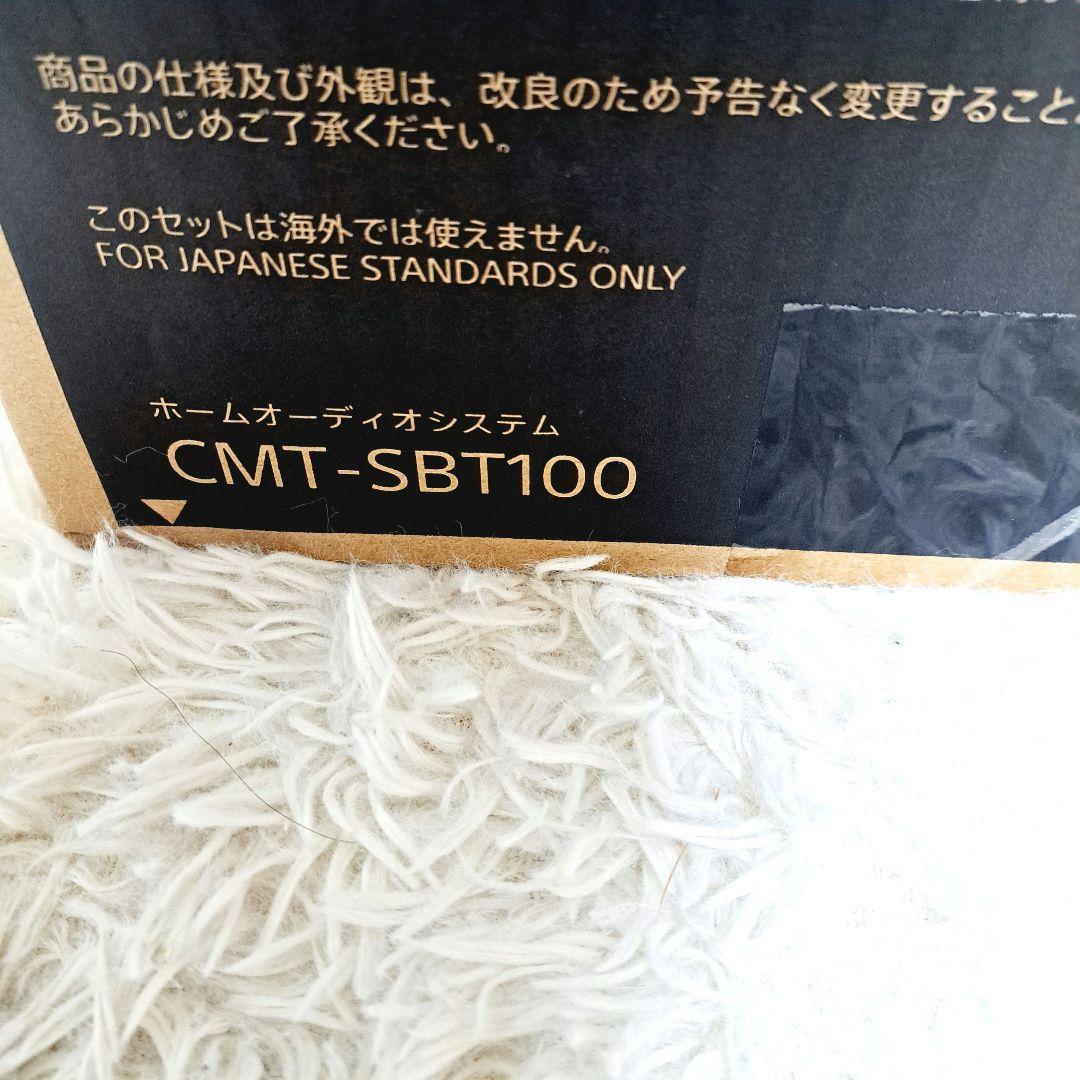 商品の仕様及び外観は、改良のため予告なく変更すること
あらかじめご了承ください。
このセットは海外では使えません。
FOR JAPANESE STANDARDS ONLY
ホームオーディオシステム
CMT-SBT100